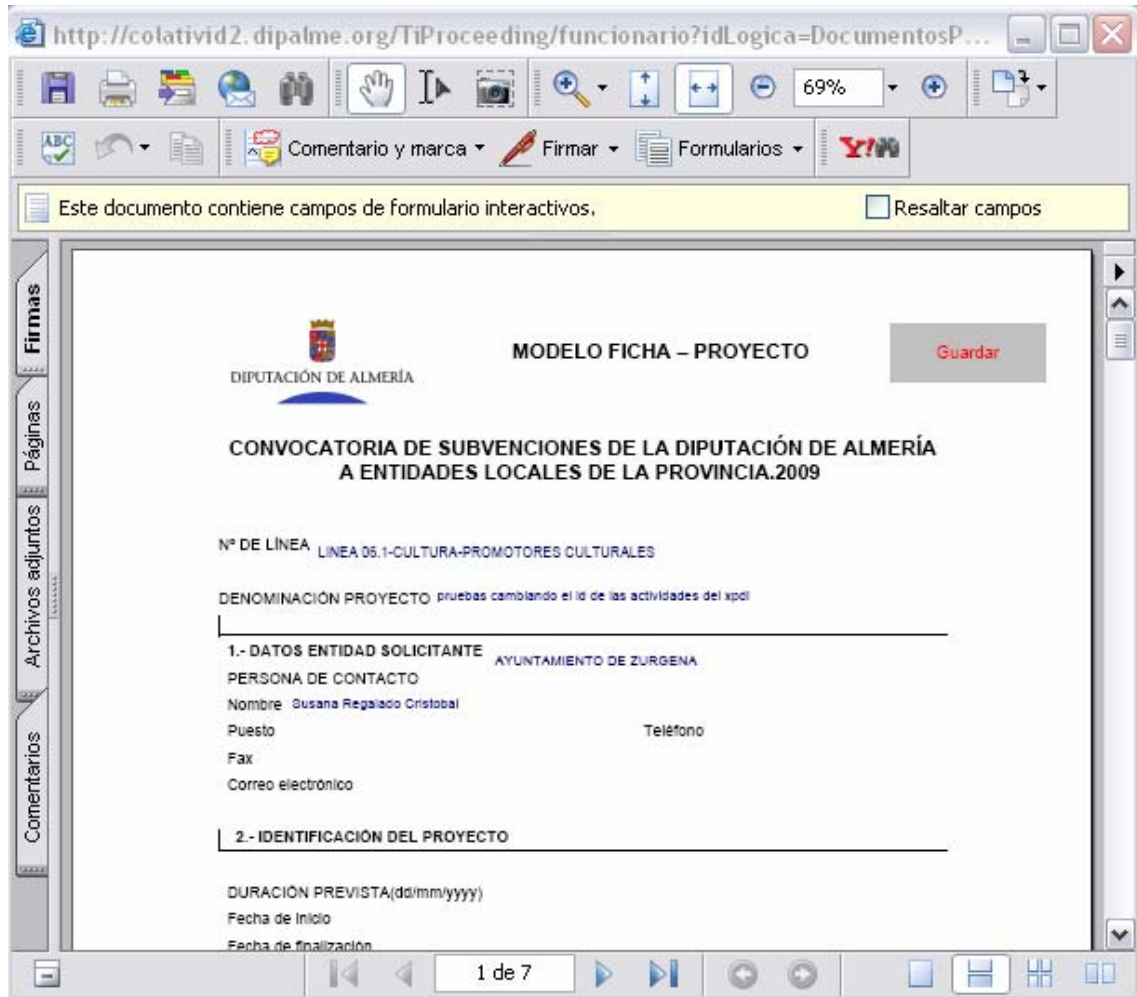 http://colativid2.dipalme.org/TiProceeding/funcionario?idLogica=DocumentosP...
69%
ABC
Comentario y marca
Firmar
Formularios
Y!
Este documento contiene campos de formulario interactivos.
Resaltar campos
Firmas
Páginas
Archivos adjuntos
Comentarios
DIPUTACIÓN DE ALMERÍA
MODELO FICHA – PROYECTO
Guardar
CONVOCATORIA DE SUBVENCIONES DE LA DIPUTACIÓN DE ALMERÍA
A ENTIDADES LOCALES DE LA PROVINCIA.2009
Nº DE LÍNEA LINEA 06.1-CULTURA-PROMOTORES CULTURALES
DENOMINACIÓN PROYECTO pruebas cambiando el id de las actividades del xpdl
1.- DATOS ENTIDAD SOLICITANTE AYUNTAMIENTO DE ZURGENA
PERSONA DE CONTACTO
Nombre Susana Regalado Cristobal
Puesto Teléfono
Fax
Correo electrónico
2.- IDENTIFICACIÓN DEL PROYECTO
DURACIÓN PREVISTA(dd/mm/yyyy)
Fecha de Inicio
Fecha de finalización
1 de 7